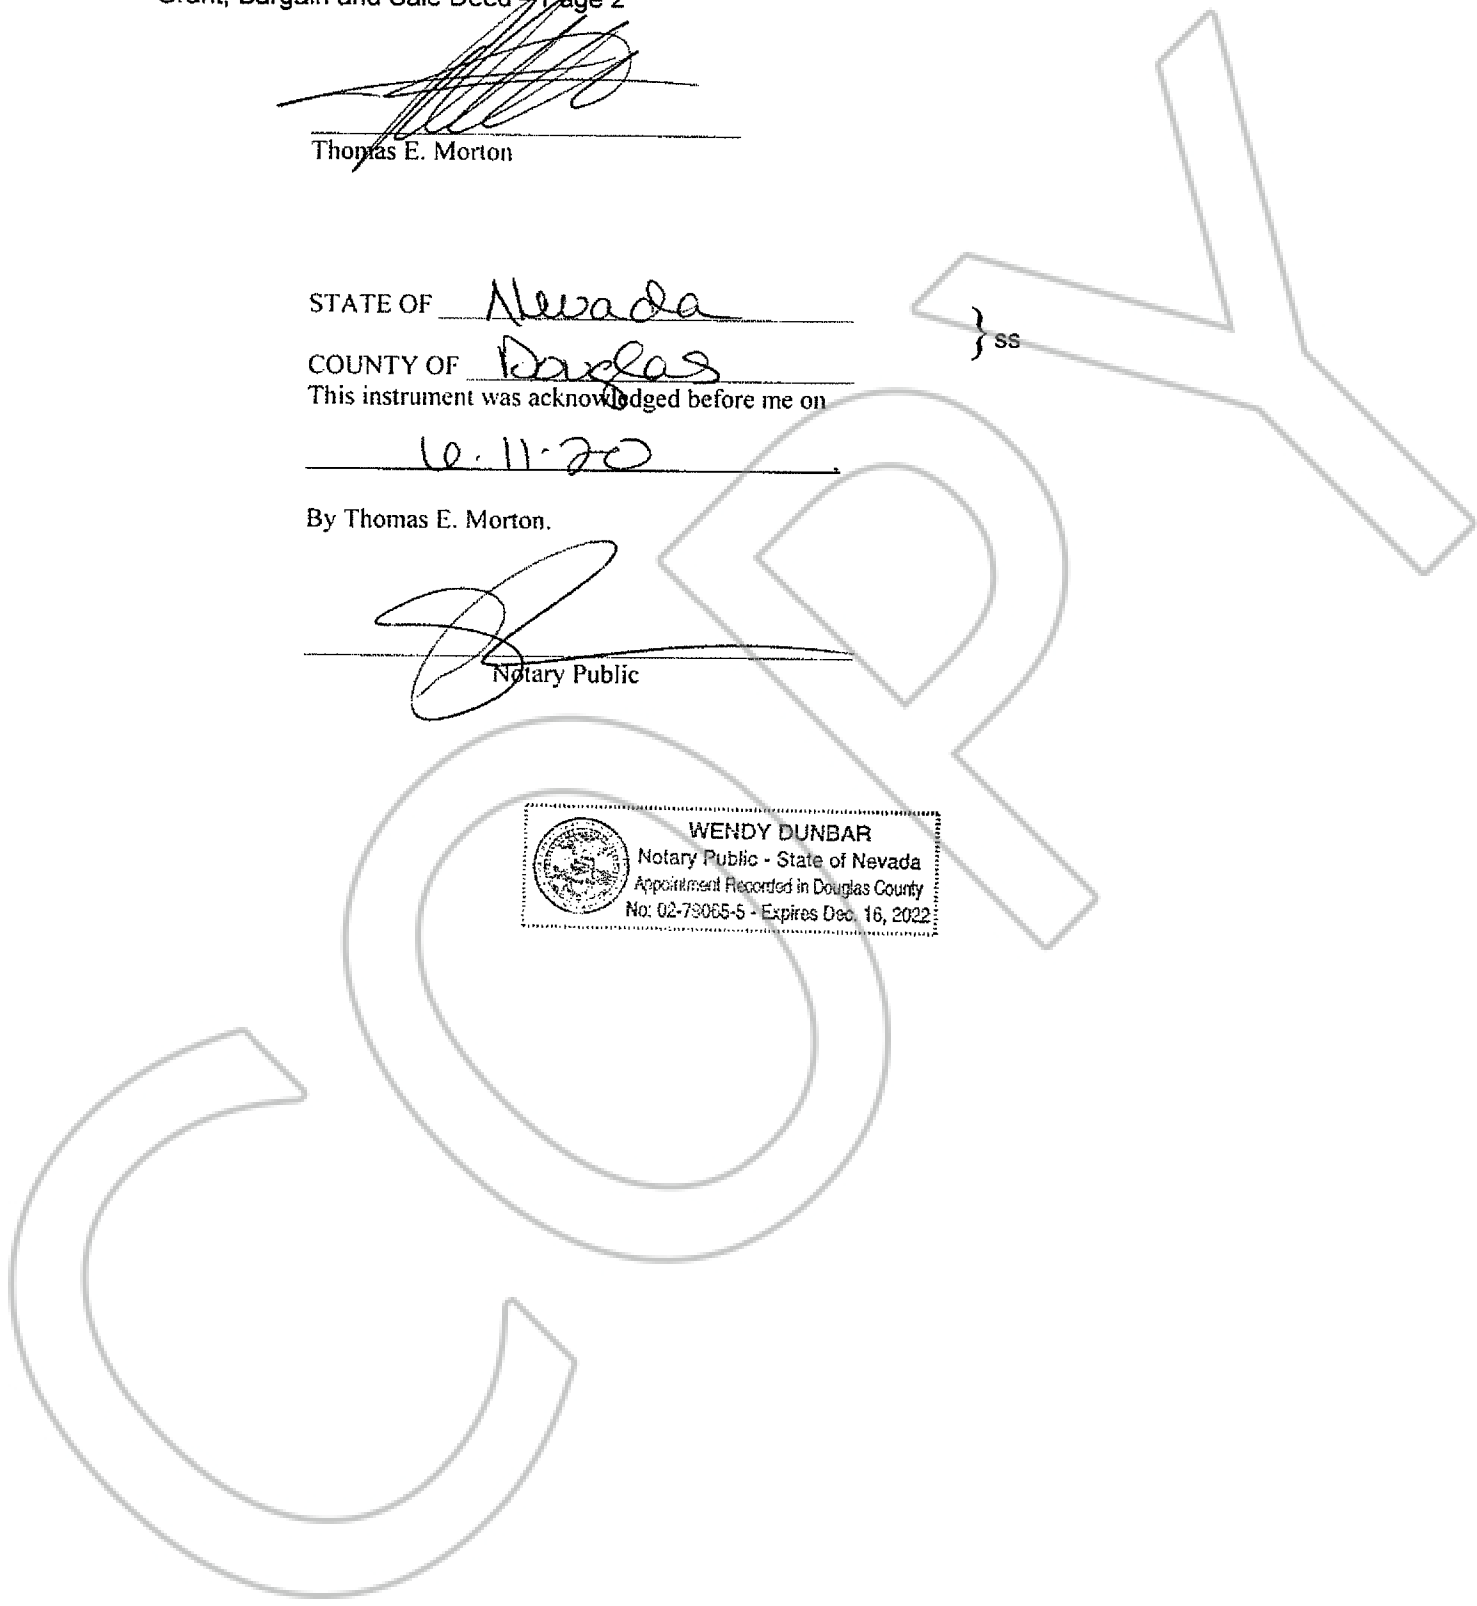 Grant, Bargain and Sale Deed - Page 2
Thomas E. Morton
STATE OF Nevada
} ss
COUNTY OF Douglas
This instrument was acknowledged before me on
6.11.20
By Thomas E. Morton.
Notary Public
WENDY DUNBAR
Notary Public - State of Nevada
Appointment Recorded in Douglas County
No: 02-79065-5 - Expires Dec. 16, 2022
COPY